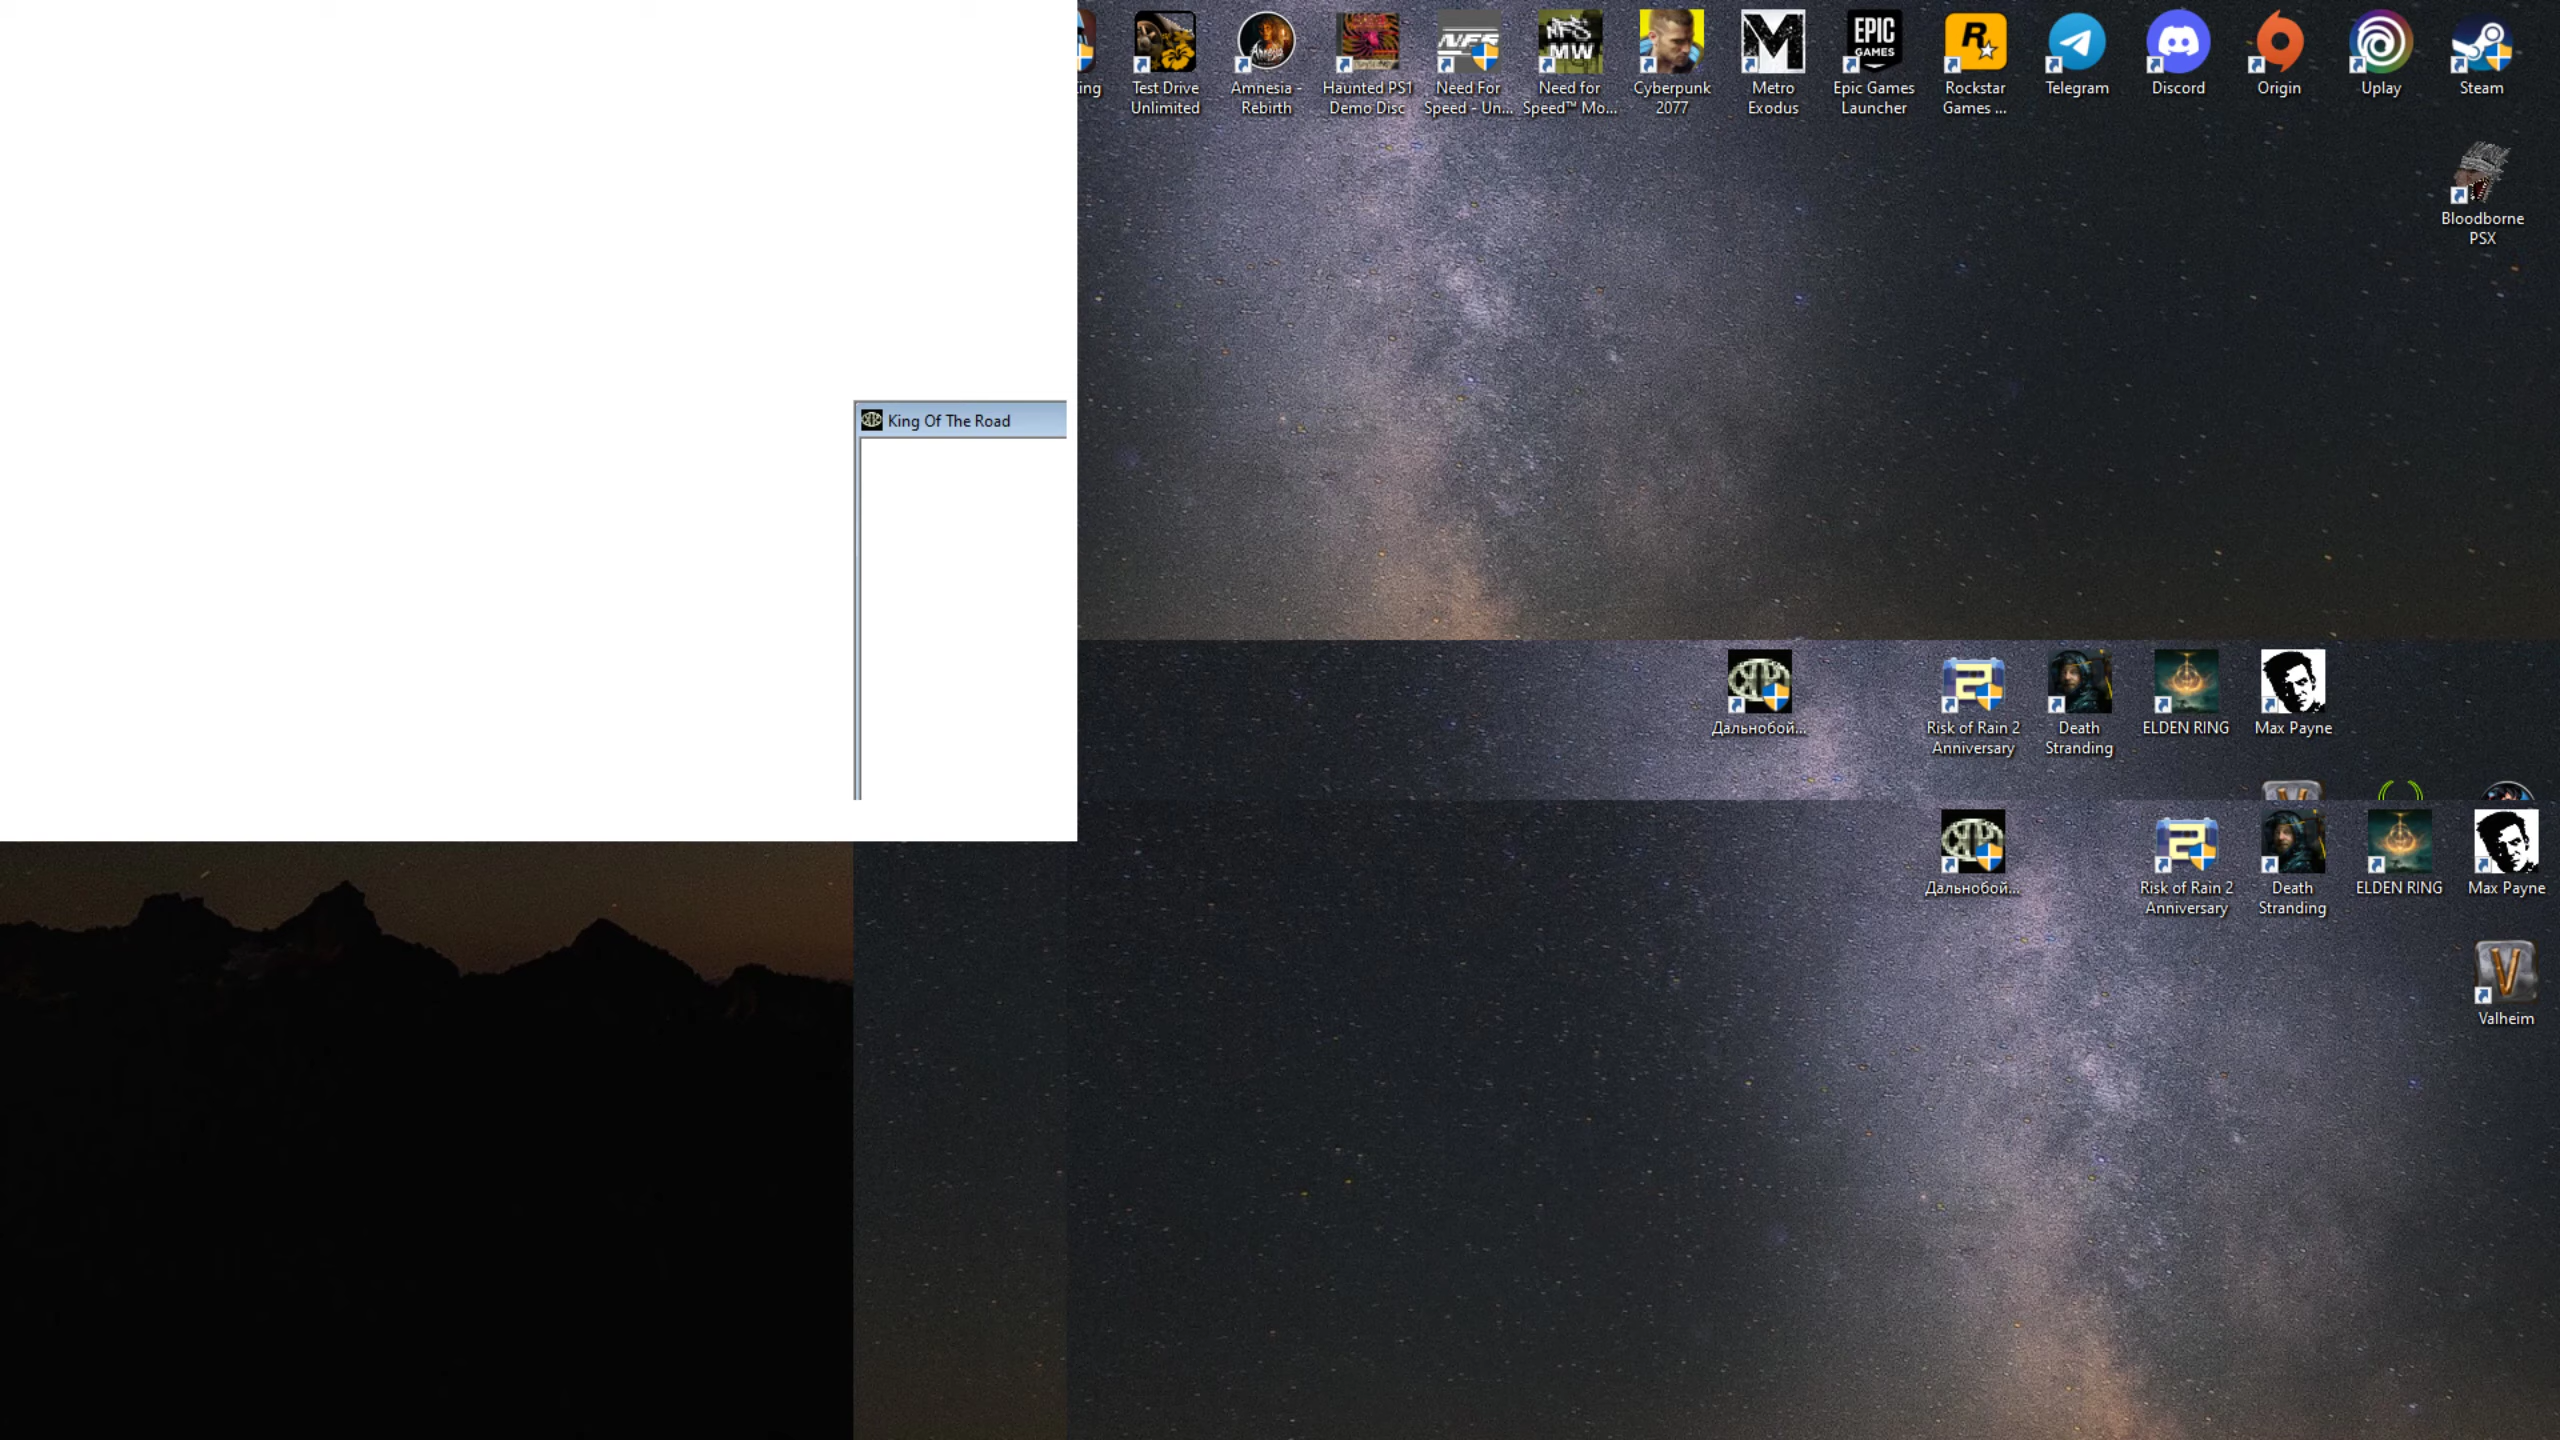 ing
Test Drive
Unlimited
Amnesia -
Rebirth
Haunted PS1
Demo Disc
Need For
Speed - Un...
Need for
Speed™ Mo...
Cyberpunk
2077
Metro
Exodus
EPIC
GAMES
Epic Games
Launcher
Rockstar
Games ...
Telegram
Discord
Origin
Uplay
Steam
Bloodborne
PSX
King Of The Road
Дальнобой...
Risk of Rain 2
Anniversary
Death
Stranding
ELDEN RING
Max Payne
Дальнобой...
Risk of Rain 2
Anniversary
Death
Stranding
ELDEN RING
Max Payne
Valheim